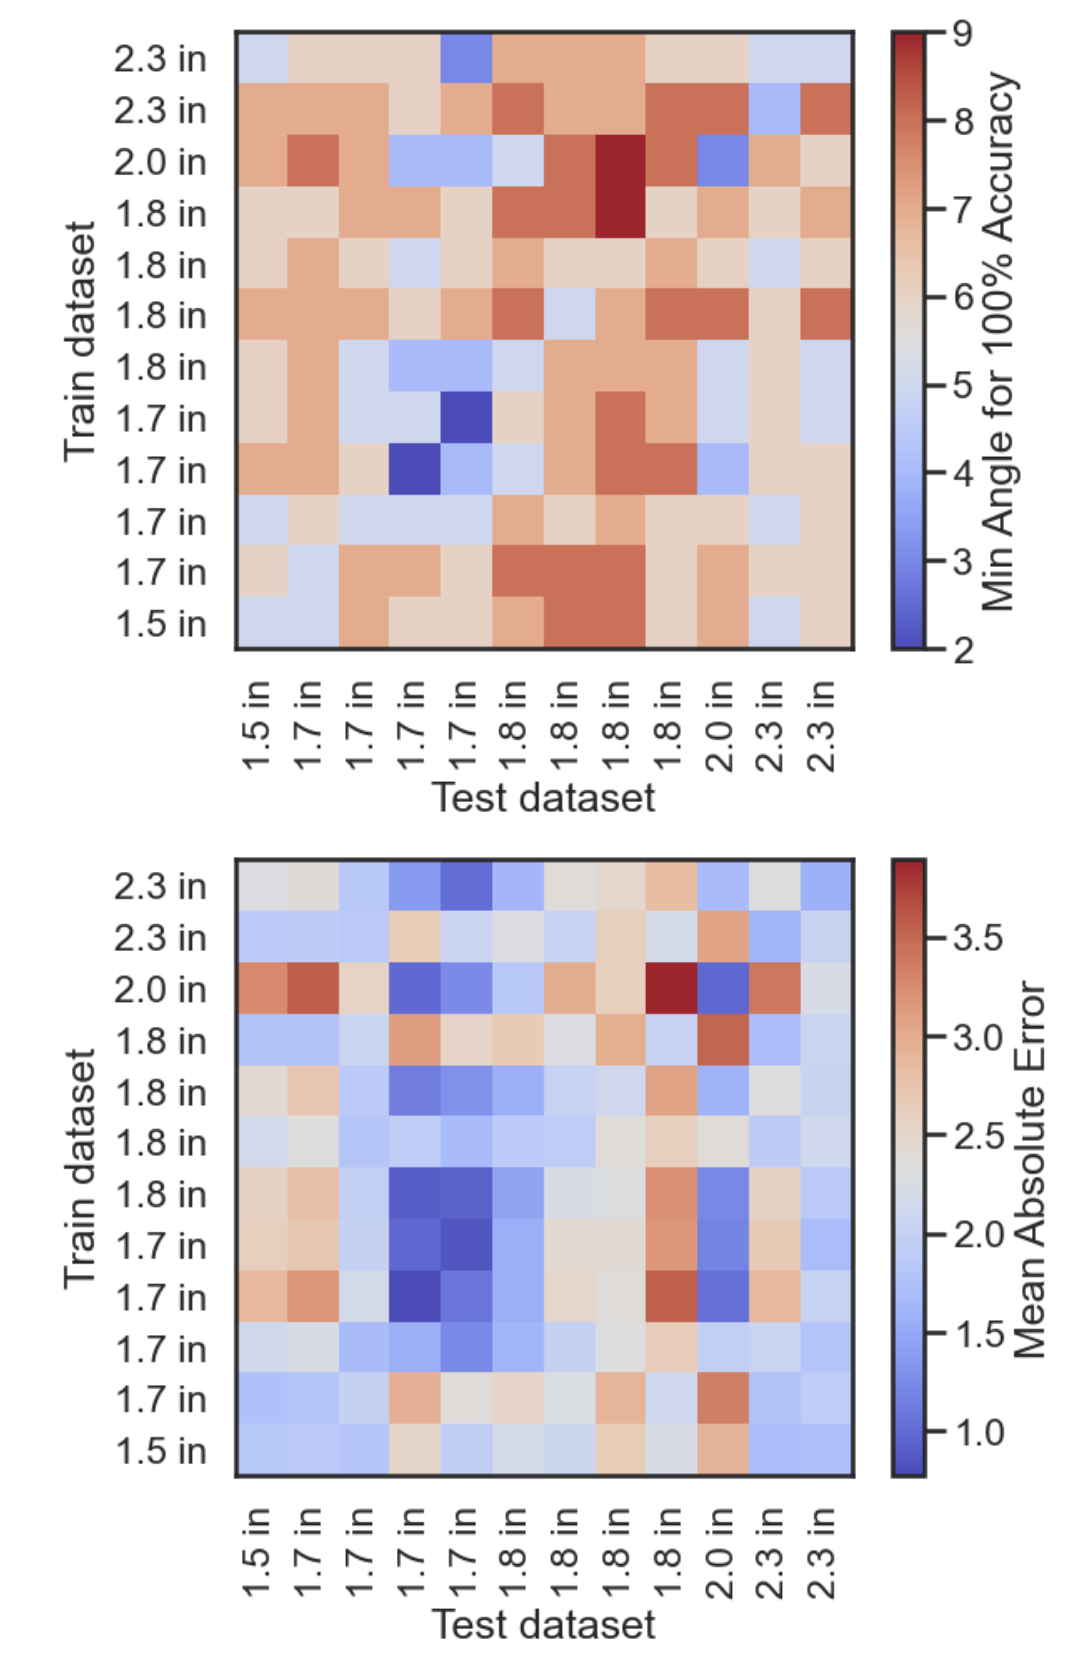 2.3 in
2.3 in
2.0 in
1.8 in
1.8 in
1.8 in
1.8 in
1.7 in
1.7 in
1.7 in
1.7 in
1.5 in
Train dataset
1.5 in
1.7 in
1.7 in
1.7 in
1.7 in
1.8 in
1.8 in
1.8 in
1.8 in
2.0 in
2.3 in
2.3 in
Test dataset
9
8
7
6
5
4
3
2
Min Angle for 100% Accuracy
2.3 in
2.3 in
2.0 in
1.8 in
1.8 in
1.8 in
1.8 in
1.7 in
1.7 in
1.7 in
1.7 in
1.5 in
Train dataset
1.5 in
1.7 in
1.7 in
1.7 in
1.7 in
1.8 in
1.8 in
1.8 in
1.8 in
2.0 in
2.3 in
2.3 in
Test dataset
3.5
3.0
2.5
2.0
1.5
1.0
Mean Absolute Error